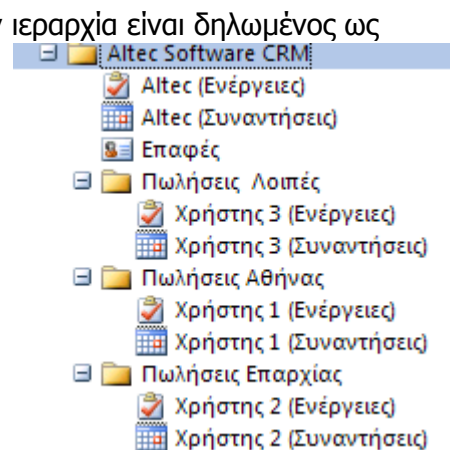 ιεραρχία είναι δηλωμένος ως
Altec Software CRM
Altec (Ενέργειες)
Altec (Συναντήσεις)
Επαφές
Πωλήσεις Λοιπές
Χρήστης 3 (Ενέργειες)
Χρήστης 3 (Συναντήσεις)
Πωλήσεις Αθήνας
Χρήστης 1 (Ενέργειες)
Χρήστης 1 (Συναντήσεις)
Πωλήσεις Επαρχίας
Χρήστης 2 (Ενέργειες)
Χρήστης 2 (Συναντήσεις)